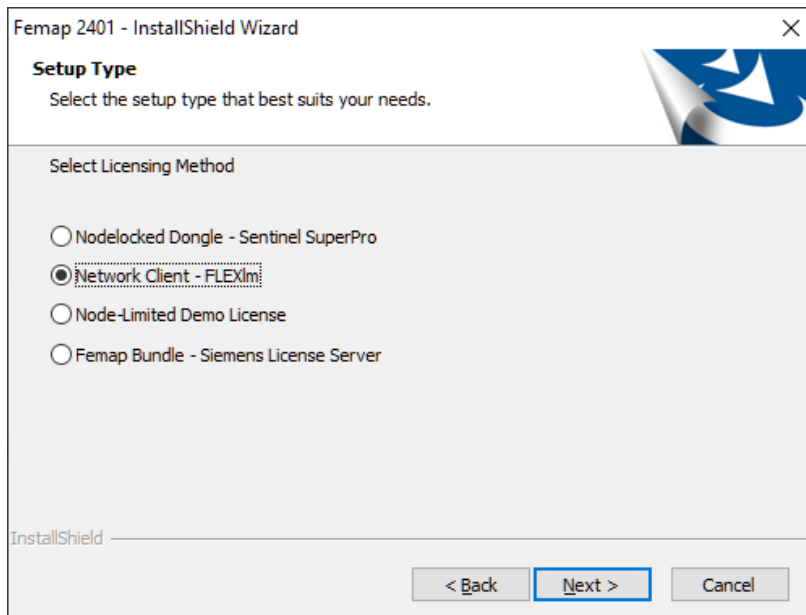 Femap 2401 - InstallShield Wizard
Setup Type
Select the setup type that best suits your needs.
Select Licensing Method
Nodelocked Dongle - Sentinel SuperPro
Network Client - FLEXlm
Node-Limited Demo License
Femap Bundle - Siemens License Server
InstallShield
< Back
Next >
Cancel